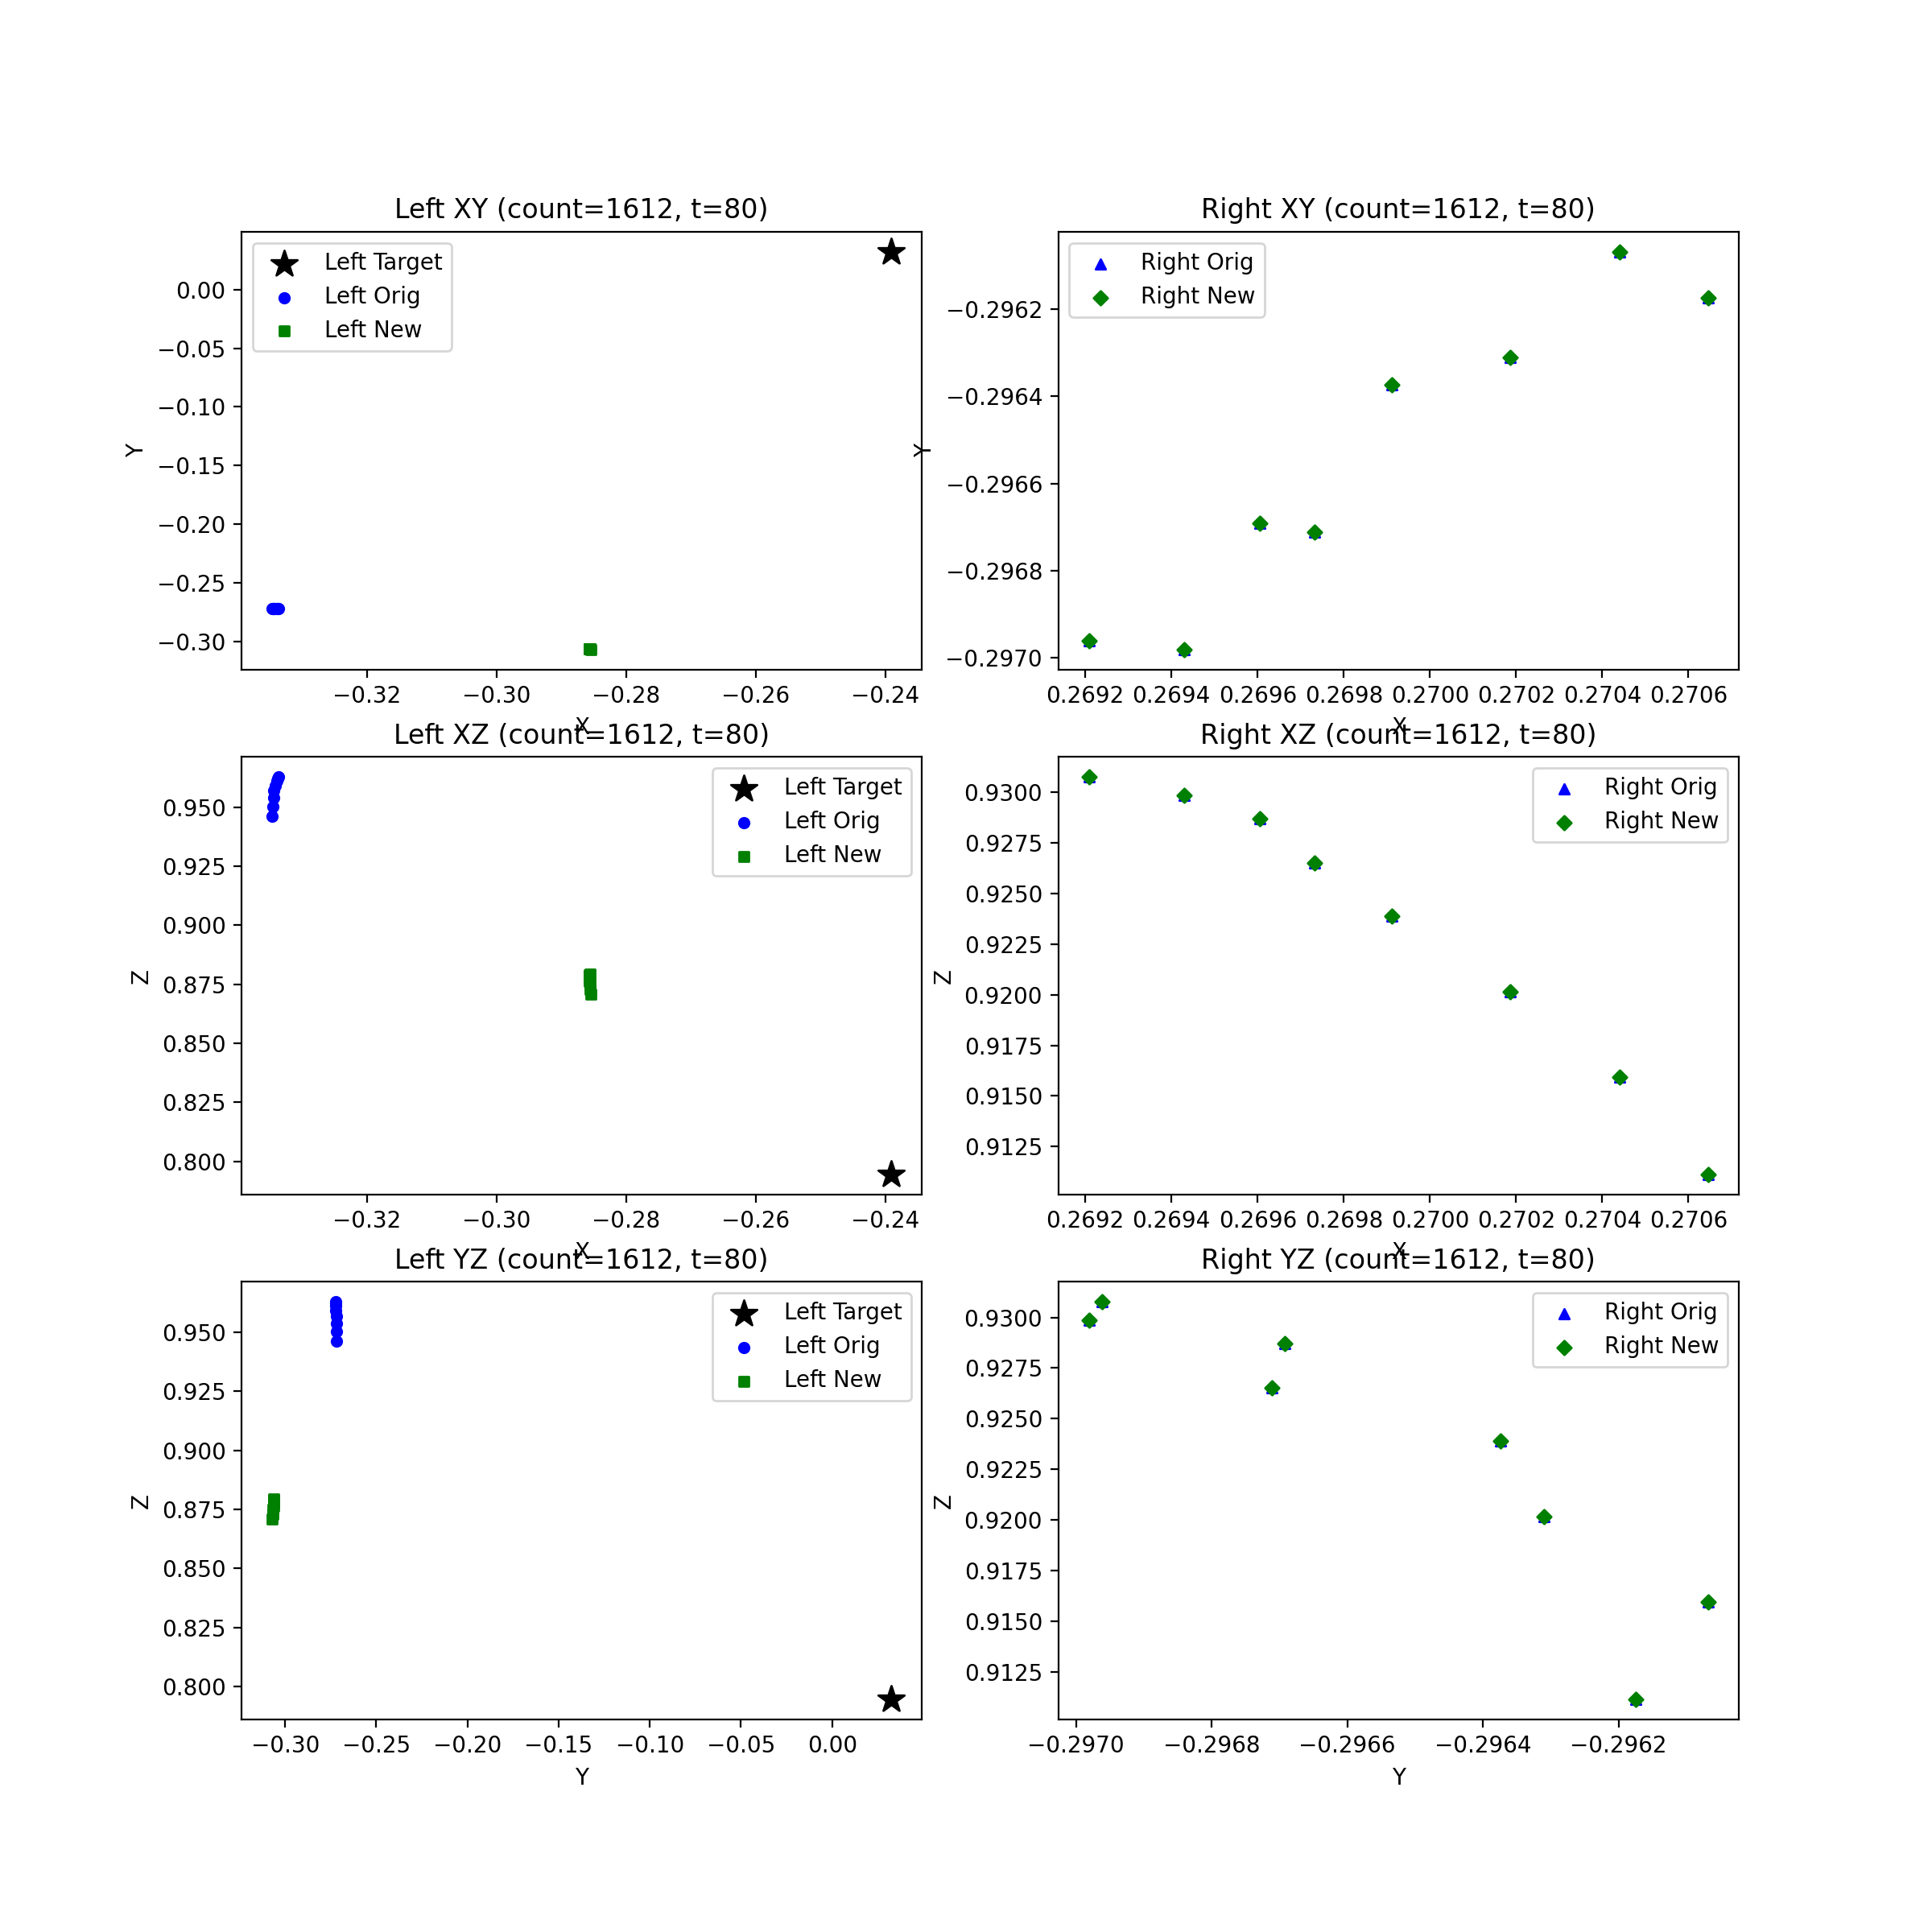 Left XY (count=1612, t=80)
Left Target
Left Orig
Left New
0.00
−0.05
−0.10
−0.15
−0.20
−0.25
−0.30
Y
−0.32 −0.30 −0.28 −0.26 −0.24
X
Right XY (count=1612, t=80)
Right Orig
Right New
−0.2962
−0.2964
−0.2966
−0.2968
−0.2970
Y
0.2692 0.2694 0.2696 0.2698 0.2700 0.2702 0.2704 0.2706
X
Left XZ (count=1612, t=80)
Left Target
Left Orig
Left New
0.950
0.925
0.900
0.875
0.850
0.825
0.800
Z
−0.32 −0.30 −0.28 −0.26 −0.24
X
Right XZ (count=1612, t=80)
Right Orig
Right New
0.9300
0.9275
0.9250
0.9225
0.9200
0.9175
0.9150
0.9125
Z
0.2692 0.2694 0.2696 0.2698 0.2700 0.2702 0.2704 0.2706
X
Left YZ (count=1612, t=80)
Left Target
Left Orig
Left New
0.950
0.925
0.900
0.875
0.850
0.825
0.800
Z
−0.30 −0.25 −0.20 −0.15 −0.10 −0.05 0.00
Y
Right YZ (count=1612, t=80)
Right Orig
Right New
0.9300
0.9275
0.9250
0.9225
0.9200
0.9175
0.9150
0.9125
Z
−0.2970 −0.2968 −0.2966 −0.2964 −0.2962
Y